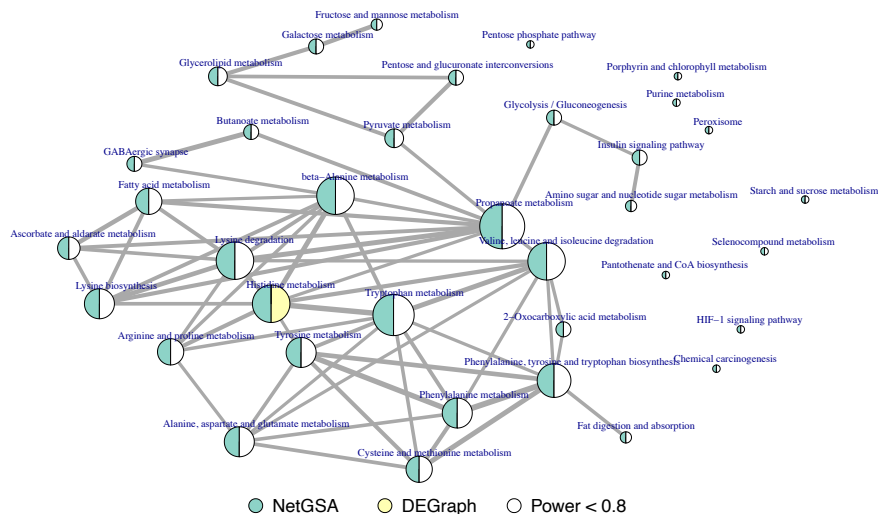 Fructose and mannose metabolism
Galactose metabolism
Pentose phosphate pathway
Glycerolipid metabolism
Pentose and glucuronate interconversions
Porphyrin and chlorophyll metabolism
Purine metabolism
Glycolysis / Gluconeogenesis
Butanoate metabolism
Pyruvate metabolism
Peroxisome
Insulin signaling pathway
GABAergic synapse
beta−Alanine metabolism
Fatty acid metabolism
Amino sugar and nucleotide sugar metabolism
Starch and sucrose metabolism
Propanoate metabolism
Ascorbate and aldarate metabolism
Lysine degradation
Valine, leucine and isoleucine degradation
Selenocompound metabolism
Pantothenate and CoA biosynthesis
Lysine biosynthesis
Histidine metabolism
Tryptophan metabolism
2−Oxocarboxylic acid metabolism
HIF−1 signaling pathway
Arginine and proline metabolism
Tyrosine metabolism
Phenylalanine, tyrosine and tryptophan biosynthesis
Chemical carcinogenesis
Phenylalanine metabolism
Alanine, aspartate and glutamate metabolism
Fat digestion and absorption
Cysteine and methionine metabolism
NetGSA
DEGraph
Power < 0.8